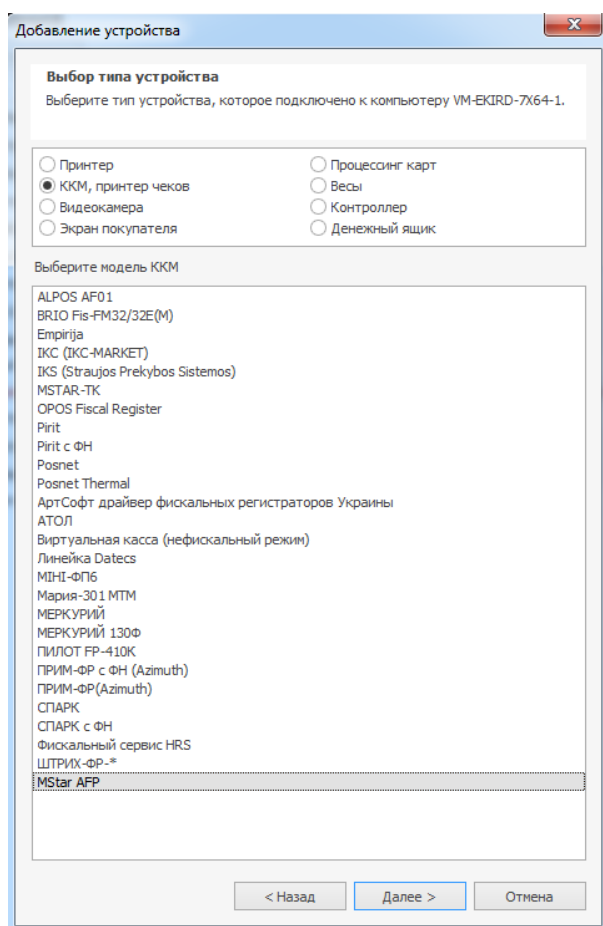 Добавление устройства
Выбор типа устройства
Выберите тип устройства, которое подключено к компьютеру VM-EKIRD-7X64-1.
Принтер
ККМ, принтер чеков
Видеокамера
Экран покупателя
Процессинг карт
Весы
Контроллер
Денежный ящик
Выберите модель ККМ
ALPOS AF01
BRIO Fis-FM32/32E(M)
Empirija
IKC (IKC-MARKET)
IKS (Straujos Prekybos Sistemos)
MSTAR-TK
OPOS Fiscal Register
Pirit
Pirit с ФН
Posnet
Posnet Thermal
АртСофт драйвер фискальных регистраторов Украины
АТОЛ
Виртуальная касса (нефискальный режим)
Линейка Datecs
МІНІ-ФП6
Мария-301 МТМ
МЕРКУРИЙ
МЕРКУРИЙ 130Ф
ПИЛОТ FP-410K
ПРИМ-ФР с ФН (Azimuth)
ПРИМ-ФР(Azimuth)
СПАРК
СПАРК с ФН
Фискальный сервис HRS
ШТРИХ-ФР-*
MStar AFP
< Назад
Далее >
Отмена